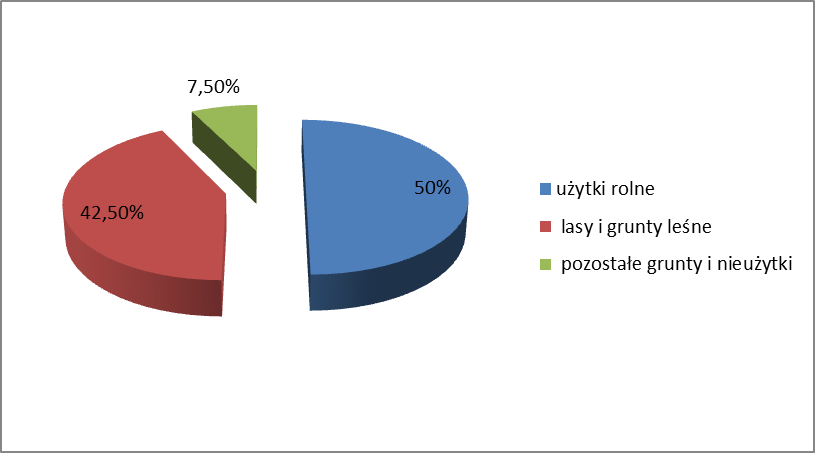 7,50%
50%
42,50%
użytki rolne
lasy i grunty leśne
pozostałe grunty i nieużytki